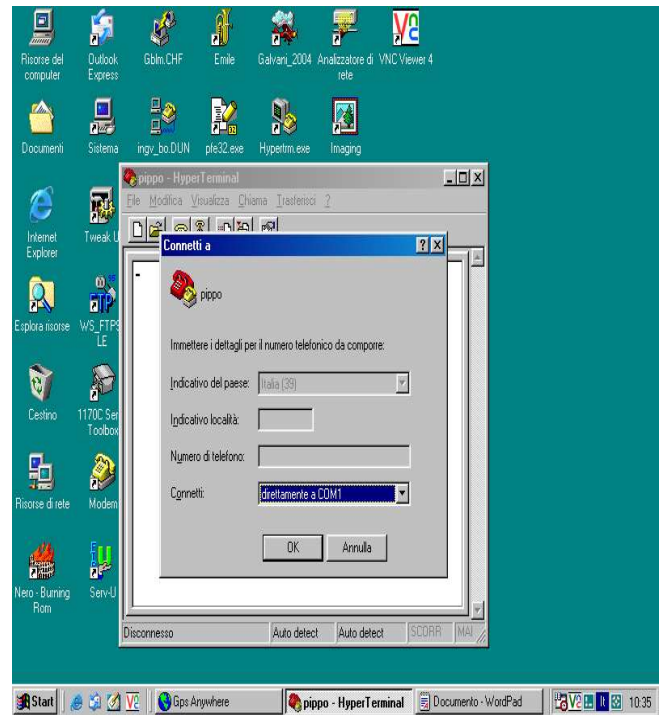 Risorse del
computer
Outlook
Express
Gblm.CHF
Emile
Galvani_2004
Analizzatore di
rete
VNC Viewer 4
Documenti
Sistema
ingv_bo.DUN
pfe32.exe
Hypertrm.exe
Imaging
Internet
Explorer
Tweak U
Esplora risorse
WS_FTP9
LE
Cestino
1170C Ser
Toolbox
Risorse di rete
Modem
Nero - Burning
Rom
Serv-U
pippo - HyperTerminal
File Modifica Visualizza Chiama Trasferisci ?
Connetti a
pippo
Immettere i dettagli per il numero telefonico da comporre:
Indicativo del paese: Italia (39)
Indicativo località:
Numero di telefono:
Connetti: direttamente a COM1
OK Annulla
Disconnesso Auto detect Auto detect SCORR MAI
Start Gps Anywhere pippo - HyperTerminal Documento - WordPad It 10:35